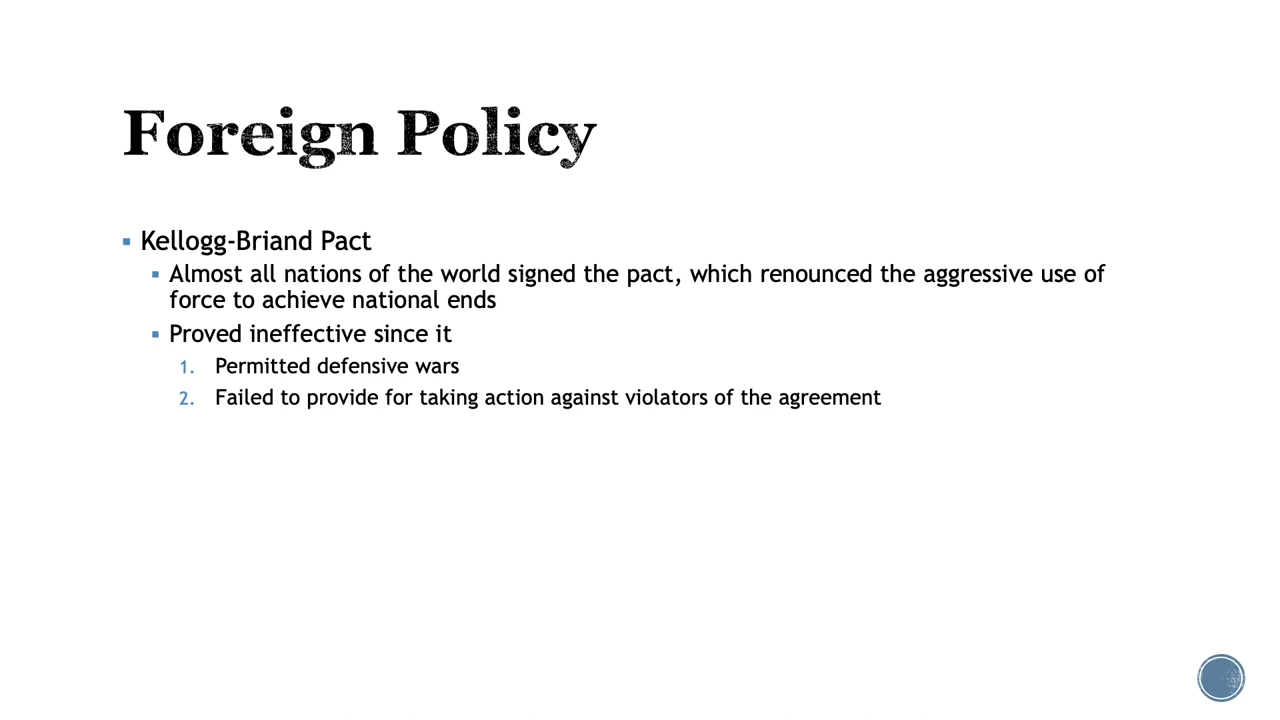 Foreign Policy
▪ Kellogg-Briand Pact
▪ Almost all nations of the world signed the pact, which renounced the aggressive use of
force to achieve national ends
▪ Proved ineffective since it
1. Permitted defensive wars
2. Failed to provide for taking action against violators of the agreement